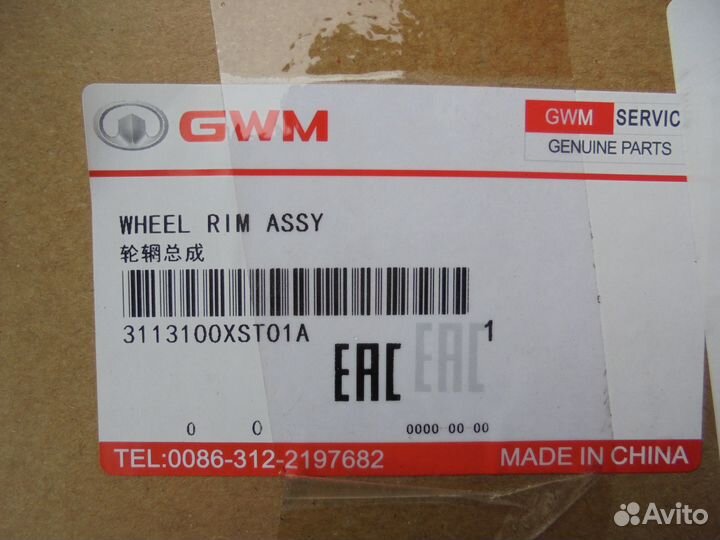 GWM
GWM SERVIC
GENUINE PARTS
WHEEL RIM ASSY
轮辋总成
3113100XST01A
1
EAC EAC
0 0 0000 00 00
TEL:0086-312-2197682
MADE IN CHINA
Avito